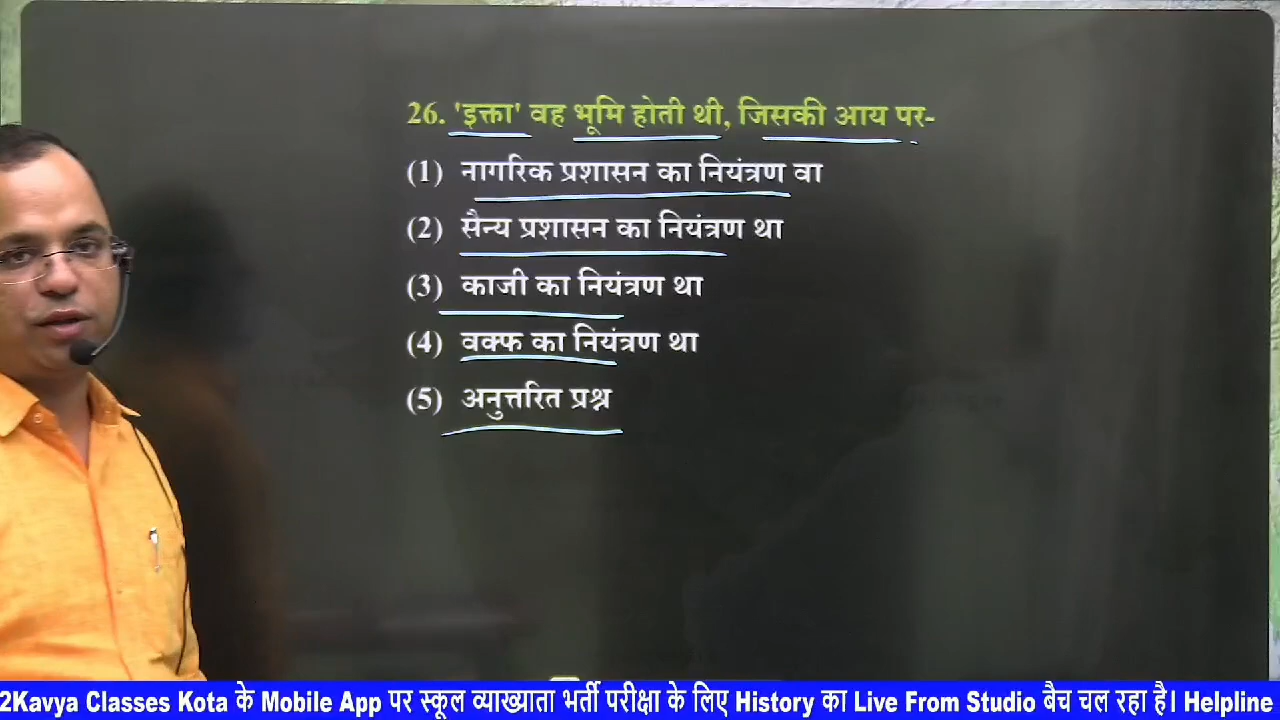 26. 'इक्ता' वह भूमि होती थी, जिसकी आय पर-
(1) नागरिक प्रशासन का नियंत्रण वा
(2) सैन्य प्रशासन का नियंत्रण था
(3) काजी का नियंत्रण था
(4) वक्फ का नियंत्रण था
(5) अनुत्तरित प्रश्न
2Kavya Classes Kota के Mobile App पर स्कूल व्याख्याता भर्ती परीक्षा के लिए History का Live From Studio बैच चल रहा है। Helpline